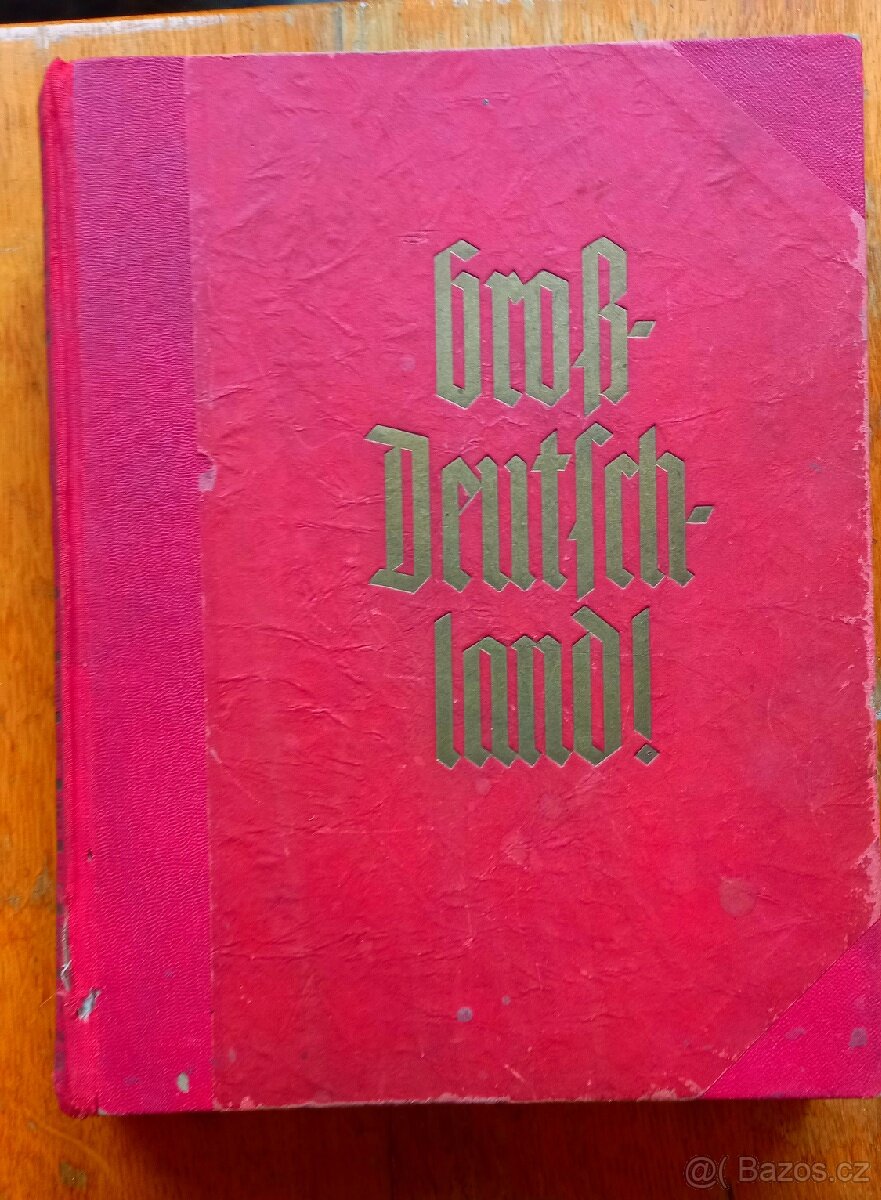 Groß-
Deutsch-
land!
@( Bazos.cz